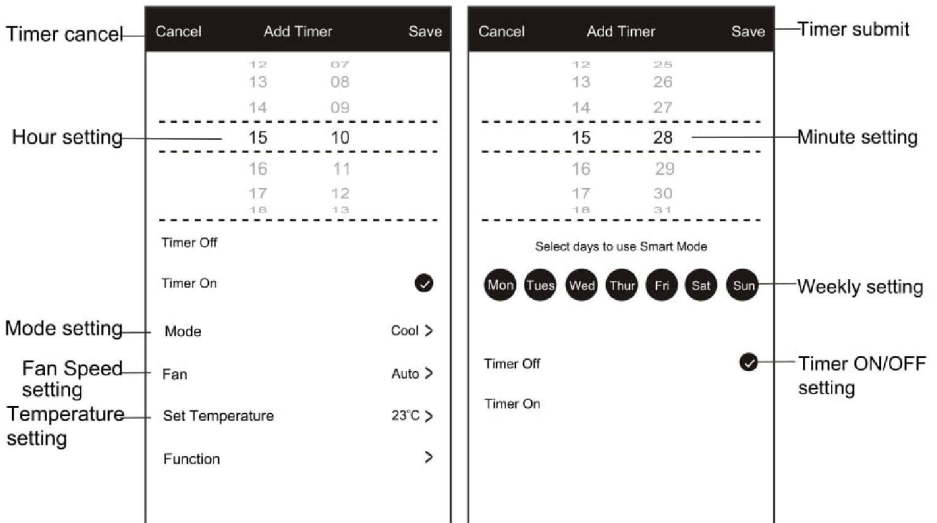 Timer cancel
Cancel Add Timer Save
12 07
13 08
14 09
Hour setting
15 10
16 11
17 12
18 13
Timer Off
Timer On
Mode setting
Mode Cool >
Fan Speed
setting
Fan Auto >
Temperature
setting
Set Temperature 23°C >
Function >
Cancel Add Timer Save
Timer submit
12 25
13 26
14 27
15 28
Minute setting
16 29
17 30
18 31
Select days to use Smart Mode
Mon Tues Wed Thur Fri Sat Sun
Weekly setting
Timer Off
Timer ON/OFF
setting
Timer On